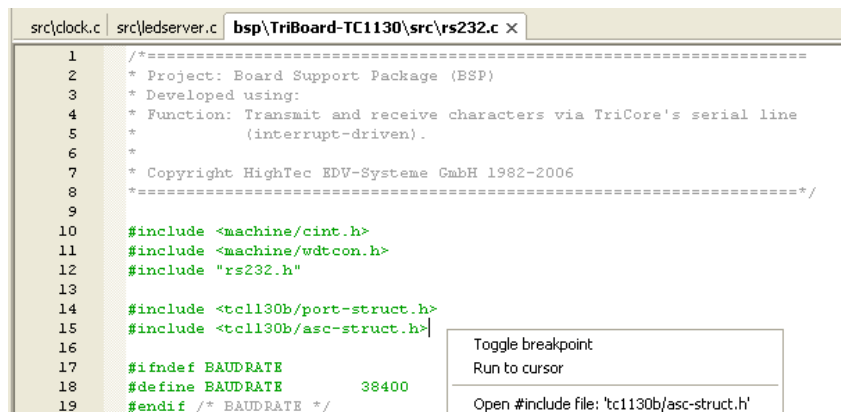 src\clock.c src\ledserver.c bsp\TriBoard-TC1130\src\rs232.c ×
1 /*====================================================================
2 * Project: Board Support Package (BSP)
3 * Developed using:
4 * Function: Transmit and receive characters via TriCore's serial line
5 * (interrupt-driven).
6 *
7 * Copyright HighTec EDV-Systeme GmbH 1982-2006
8 *====================================================================*/
9
10 #include <machine/cint.h>
11 #include <machine/wdtcon.h>
12 #include "rs232.h"
13
14 #include <tc1130b/port-struct.h>
15 #include <tc1130b/asc-struct.h>
16
17 #ifndef BAUDRATE
18 #define BAUDRATE 38400
19 #endif /* BAUDRATE */
Toggle breakpoint
Run to cursor
Open #include file: 'tc1130b/asc-struct.h'